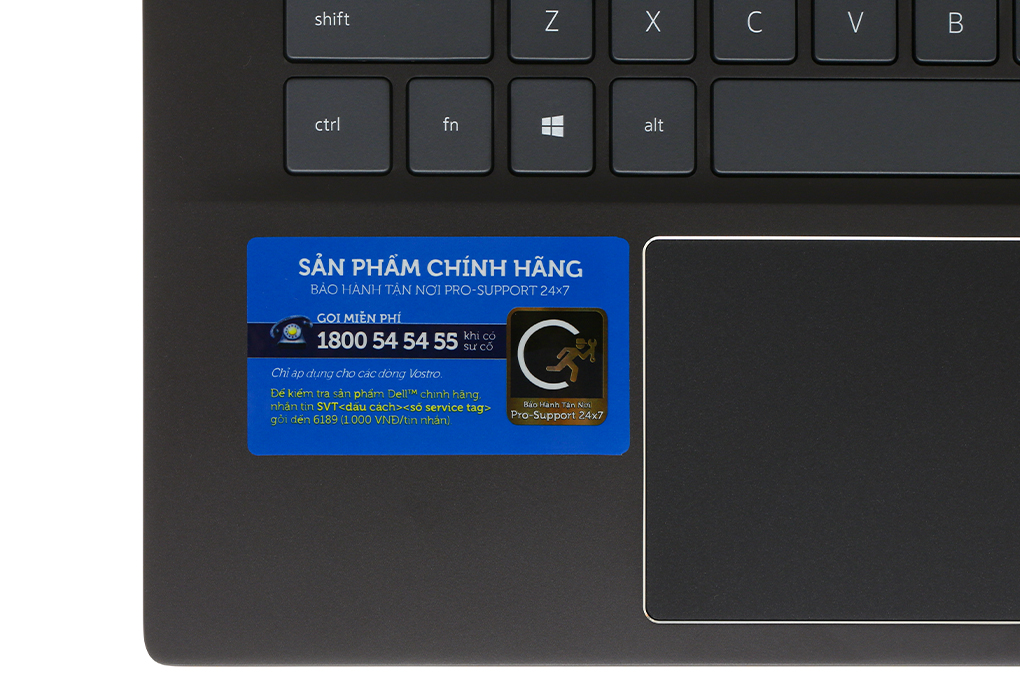 shift Z X C V B
ctrl fn alt
SẢN PHẨM CHÍNH HÃNG
BẢO HÀNH TẬN NƠI PRO-SUPPORT 24x7
GỌI MIỄN PHÍ
1800 54 54 55 khi có
sự cố
Chỉ áp dụng cho các dòng Vostro.
Để kiểm tra sản phẩm Dell™ chính hãng,
nhắn tin SVT<dấu cách><số service tag>
gửi đến 6189 (1.000 VNĐ/tin nhắn)
Bảo Hành Tận Nơi
Pro-Support 24x7